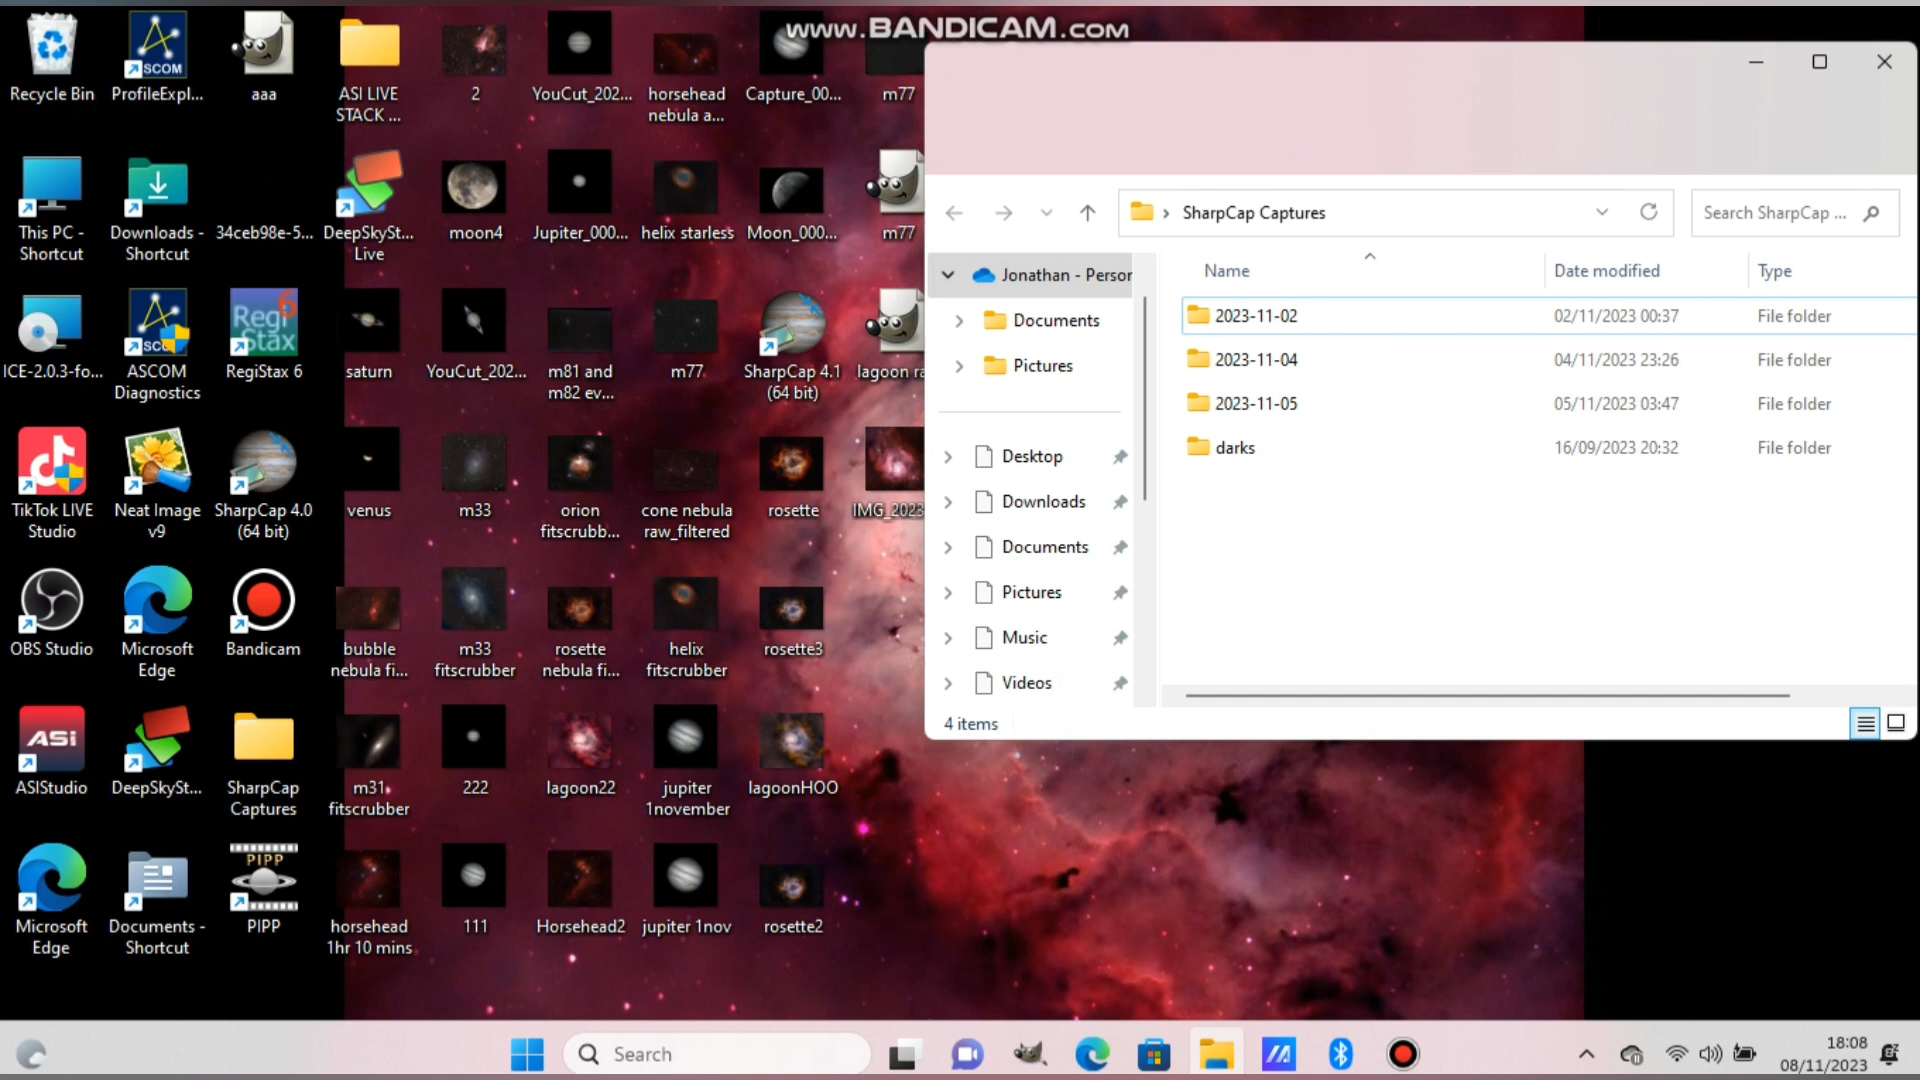 www.BANDICAM.com
Recycle Bin
ProfileExpl...
aaa
ASI LIVE
STACK ...
2
YouCut_202...
horsehead
nebula a...
Capture_00...
m77
This PC -
Shortcut
Downloads -
Shortcut
34ceb98e-5...
DeepSkySt...
Live
moon4
Jupiter_000...
helix starless
Moon_000...
m77
ICE-2.0.3-fo...
ASCOM
Diagnostics
RegiStax 6
saturn
YouCut_202...
m81 and
m82 ev...
m77
SharpCap 4.1
(64 bit)
lagoon ra
TikTok LIVE
Studio
Neat Image
v9
SharpCap 4.0
(64 bit)
venus
m33
orion
fitscrubb...
cone nebula
raw_filtered
rosette
IMG_2023
OBS Studio
Microsoft
Edge
Bandicam
bubble
nebula fi...
m33
fitscrubber
rosette
nebula fi...
helix
fitscrubber
rosette3
ASi
ASIStudio
DeepSkySt...
SharpCap
Captures
m31
fitscrubber
222
lagoon22
jupiter
1november
lagoonHOO
Microsoft
Edge
Documents -
Shortcut
PIPP
PIPP
horsehead
1hr 10 mins
111
Horsehead2
jupiter 1nov
rosette2
SharpCap Captures
Search SharpCap ...
Jonathan - Person
Documents
Pictures
Desktop
Downloads
Documents
Pictures
Music
Videos
Name Date modified Type
2023-11-02 02/11/2023 00:37 File folder
2023-11-04 04/11/2023 23:26 File folder
2023-11-05 05/11/2023 03:47 File folder
darks 16/09/2023 20:32 File folder
4 items
Search
18:08
08/11/2023